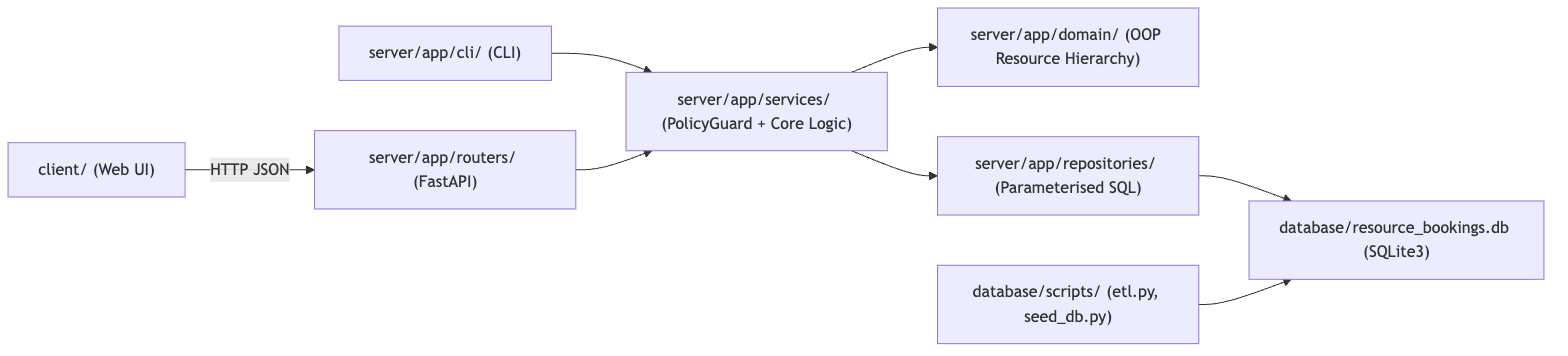 server/app/cli/ (CLI)
client/ (Web UI)
HTTP JSON
server/app/routers/
(FastAPI)
server/app/services/
(PolicyGuard + Core Logic)
server/app/domain/ (OOP
Resource Hierarchy)
server/app/repositories/
(Parameterised SQL)
database/scripts/ (etl.py,
seed_db.py)
database/resource_bookings.db
(SQLite3)